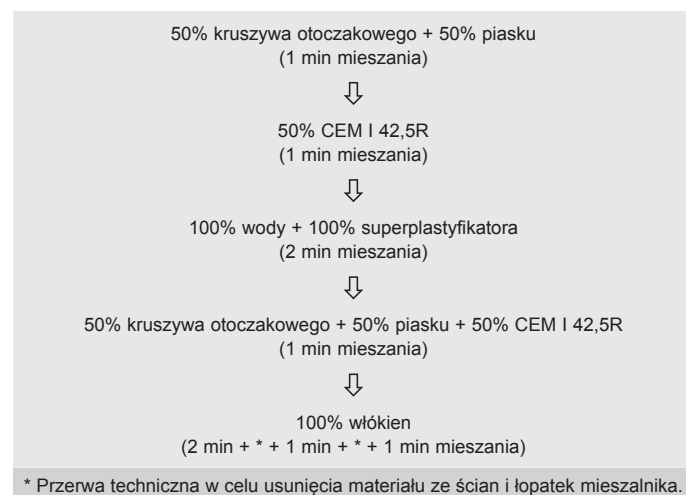 50% kruszywa otoczakowego + 50% piasku
(1 min mieszania)
⇩
50% CEM I 42,5R
(1 min mieszania)
⇩
100% wody + 100% superplastyfikatora
(2 min mieszania)
⇩
50% kruszywa otoczakowego + 50% piasku + 50% CEM I 42,5R
(1 min mieszania)
⇩
100% włókien
(2 min + * + 1 min + * + 1 min mieszania)
* Przerwa techniczna w celu usunięcia materiału ze ścian i łopatek mieszalnika.